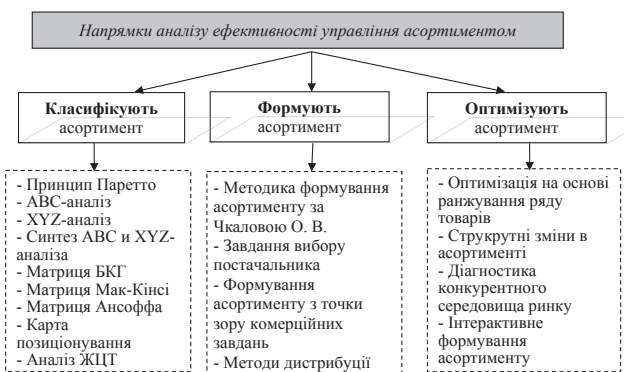 Напрямки аналізу ефективності управління асортиментом
Класифікують
асортимент
Формують
асортимент
Оптимізують
асортимент
- Принцип Паретто
- ABC-аналіз
- XYZ-аналіз
- Синтез ABC и XYZ-
аналіза
- Матриця БКГ
- Матриця Мак-Кінсі
- Матриця Ансоффа
- Карта
позиціонування
- Аналіз ЖЦТ
- Методика формування
асортименту за
Чкаловою О. В.
- Завдання вибору
постачальника
- Формування
асортименту з точки
зору комерційних
завдань
- Методи дистрибуції
- Оптимізація на основі
ранжування ряду
товарів
- Струкрутні зміни в
асортименті
- Діагностика
конкурентного
середовища ринку
- Інтерактивне
формування
асортименту